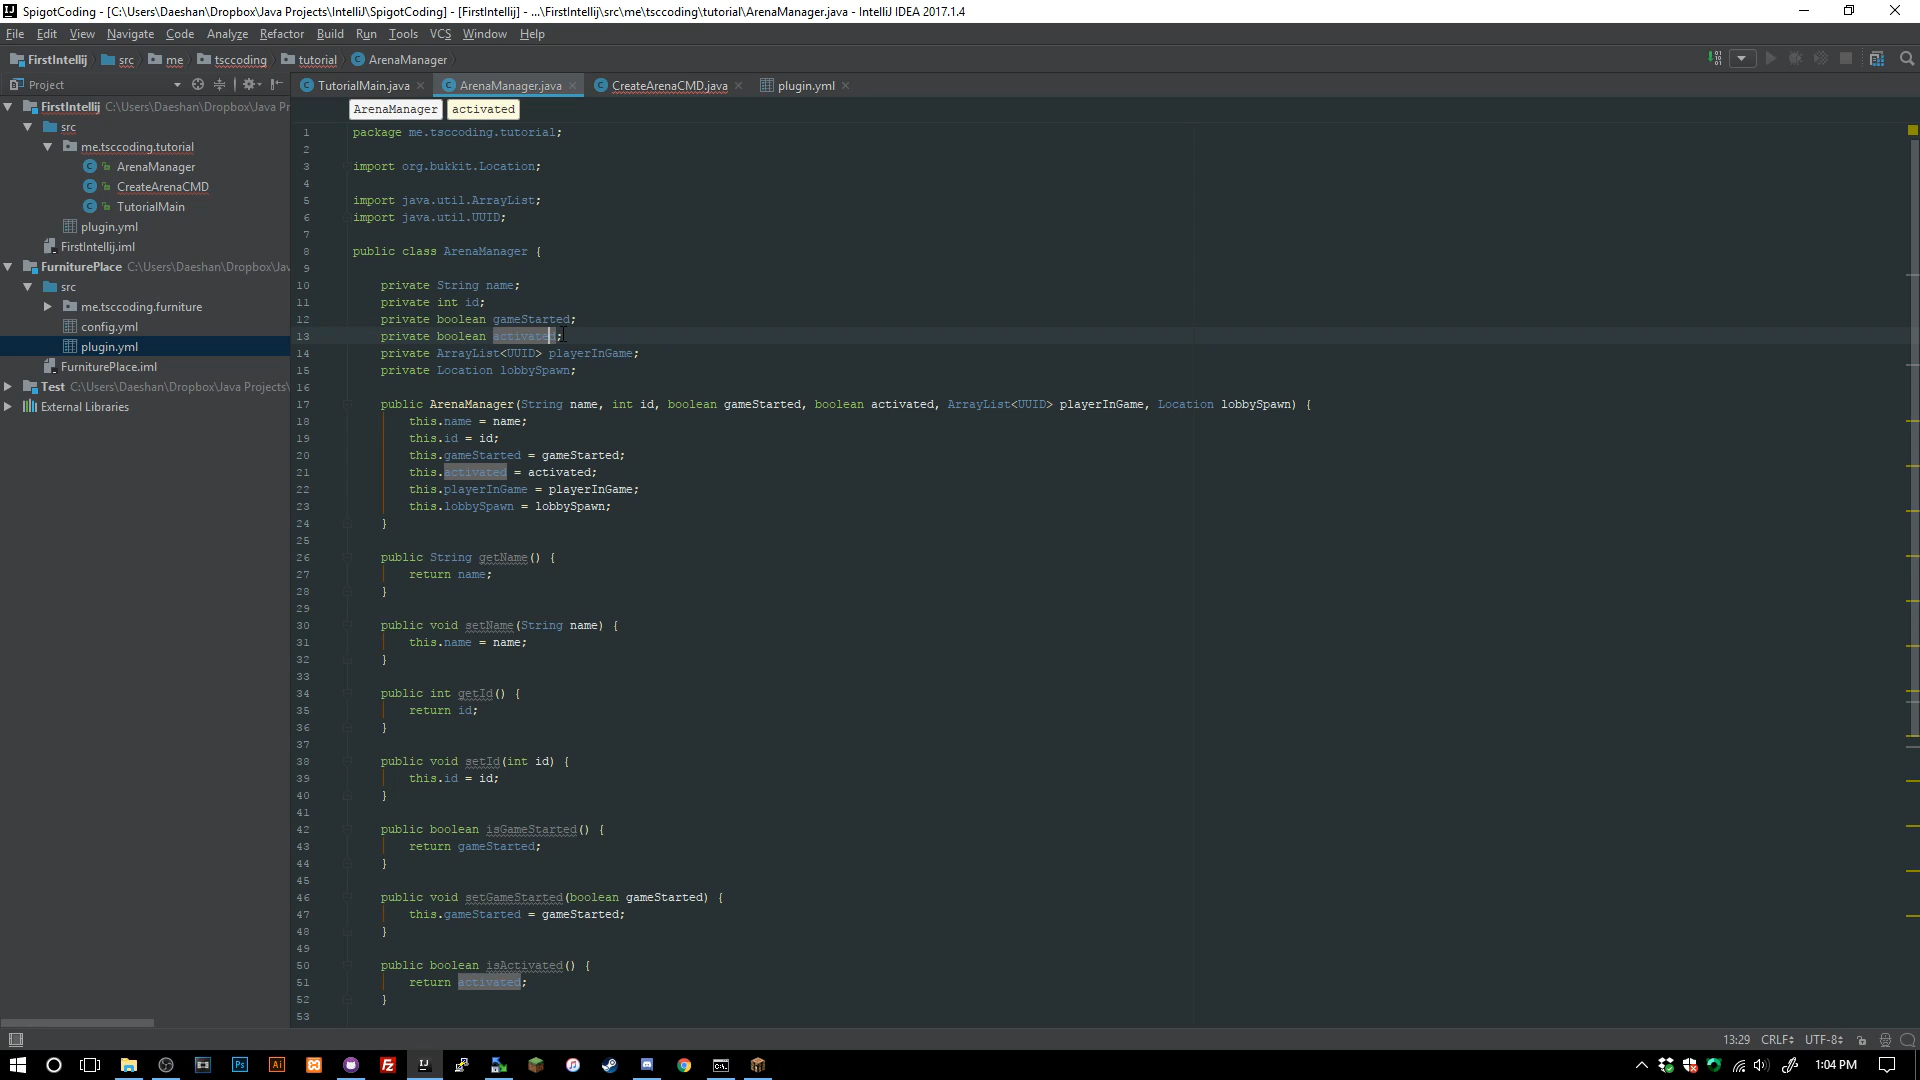 SpigotCoding - [C:\Users\Daeshan\Dropbox\Java Projects\IntelliJ\SpigotCoding] - [FirstIntellij] - ...\FirstIntellij\src\me\tsccoding\tutorial\ArenaManager.java - IntelliJ IDEA 2017.1.4
File Edit View Navigate Code Analyze Refactor Build Run Tools VCS Window Help
FirstIntellij src me tsccoding tutorial ArenaManager
Project
TutorialMain.java ArenaManager.java CreateArenaCMD.java plugin.yml
ArenaManager activated
FirstIntellij C:\Users\Daeshan\Dropbox\Java Pr
src
me.tsccoding.tutorial
ArenaManager
CreateArenaCMD
TutorialMain
plugin.yml
FirstIntellij.iml
FurniturePlace C:\Users\Daeshan\Dropbox\Jav
src
me.tsccoding.furniture
config.yml
plugin.yml
FurniturePlace.iml
Test C:\Users\Daeshan\Dropbox\Java Projects\
External Libraries
1 package me.tsccoding.tutorial;
2
3 import org.bukkit.Location;
4
5 import java.util.ArrayList;
6 import java.util.UUID;
7
8 public class ArenaManager {
9
10 private String name;
11 private int id;
12 private boolean gameStarted;
13 private boolean activated;
14 private ArrayList<UUID> playerInGame;
15 private Location lobbySpawn;
16
17 public ArenaManager(String name, int id, boolean gameStarted, boolean activated, ArrayList<UUID> playerInGame, Location lobbySpawn) {
18 this.name = name;
19 this.id = id;
20 this.gameStarted = gameStarted;
21 this.activated = activated;
22 this.playerInGame = playerInGame;
23 this.lobbySpawn = lobbySpawn;
24 }
25
26 public String getName() {
27 return name;
28 }
29
30 public void setName(String name) {
31 this.name = name;
32 }
33
34 public int getId() {
35 return id;
36 }
37
38 public void setId(int id) {
39 this.id = id;
40 }
41
42 public boolean isGameStarted() {
43 return gameStarted;
44 }
45
46 public void setGameStarted(boolean gameStarted) {
47 this.gameStarted = gameStarted;
48 }
49
50 public boolean isActivated() {
51 return activated;
52 }
53
13:29 CRLF UTF-8
1:04 PM